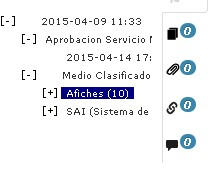 [-] 2015-04-09 11:33
[-] Aprobacion Servicio
2015-04-14 17:
[-] Medio Clasificado
[+] Afiches (10)
[+] SAI (Sistema de
0
0
0
0